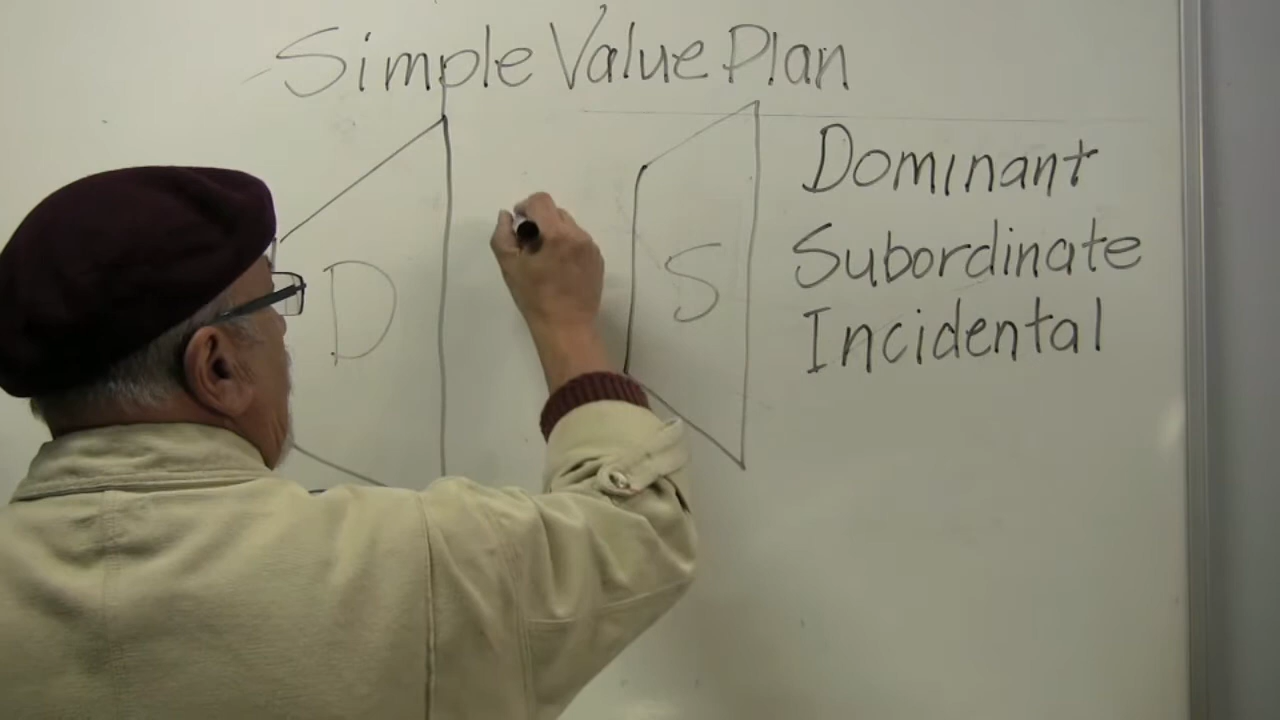 Simple Value Plan
Dominant
Subordinate
Incidental
D
S